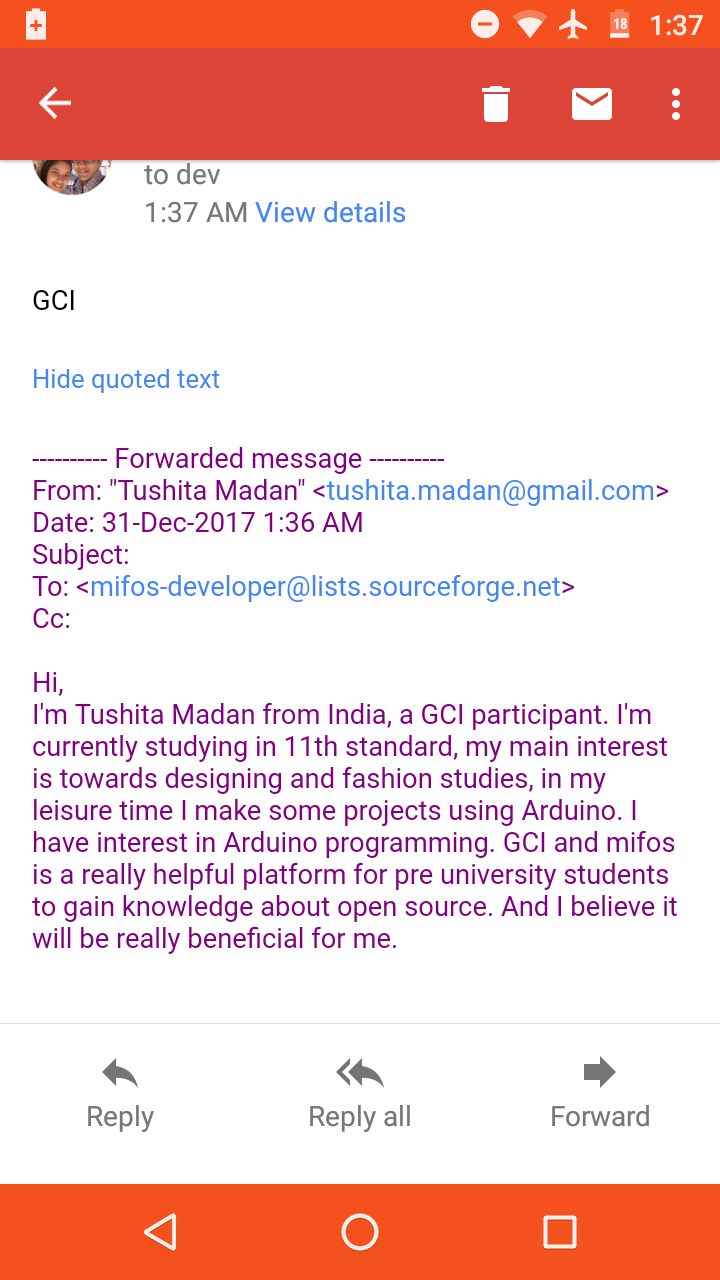 18 1:37
to dev
1:37 AM View details
GCI
Hide quoted text
---------- Forwarded message ----------
From: "Tushita Madan" <tushita.madan@gmail.com>
Date: 31-Dec-2017 1:36 AM
Subject:
To: <mifos-developer@lists.sourceforge.net>
Cc:
Hi,
I'm Tushita Madan from India, a GCI participant. I'm
currently studying in 11th standard, my main interest
is towards designing and fashion studies, in my
leisure time I make some projects using Arduino. I
have interest in Arduino programming. GCI and mifos
is a really helpful platform for pre university students
to gain knowledge about open source. And I believe it
will be really beneficial for me.
Reply Reply all Forward